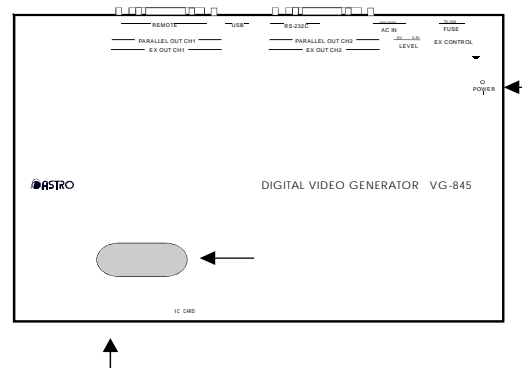 REMOTE USB RS-232C AC IN FUSE
PARALLEL OUT CH1 PARALLEL OUT CH2 LEVEL EX CONTROL
EX OUT CH1 EX OUT CH2
POWER
ASTRO DIGITAL VIDEO GENERATOR VG-845
IC CARD